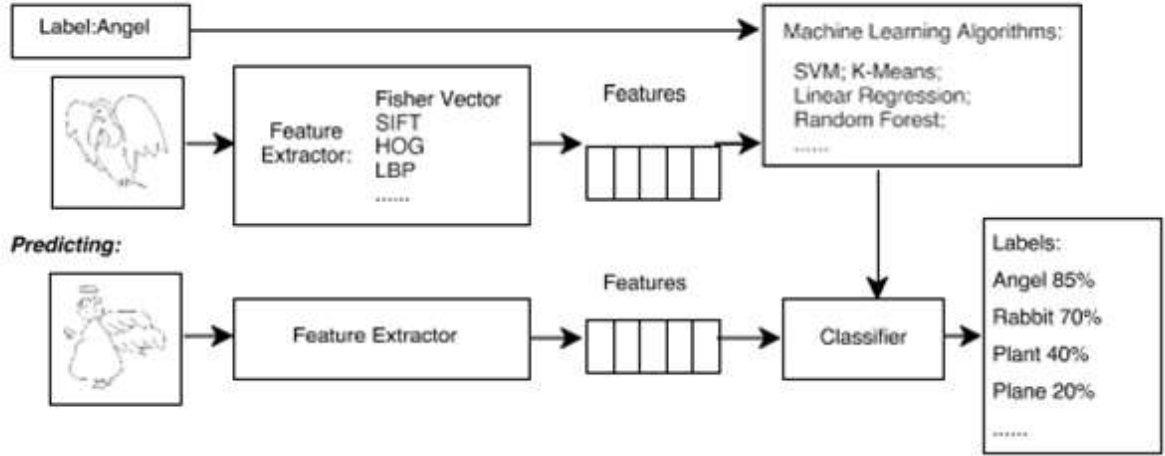 Label:Angel
Machine Learning Algorithms:
SVM; K-Means;
Linear Regression;
Random Forest;
......
Feature
Extractor:
Fisher Vector
SIFT
HOG
LBP
......
Features
Predicting:
Feature Extractor
Features
Classifier
Labels:
Angel 85%
Rabbit 70%
Plant 40%
Plane 20%
......